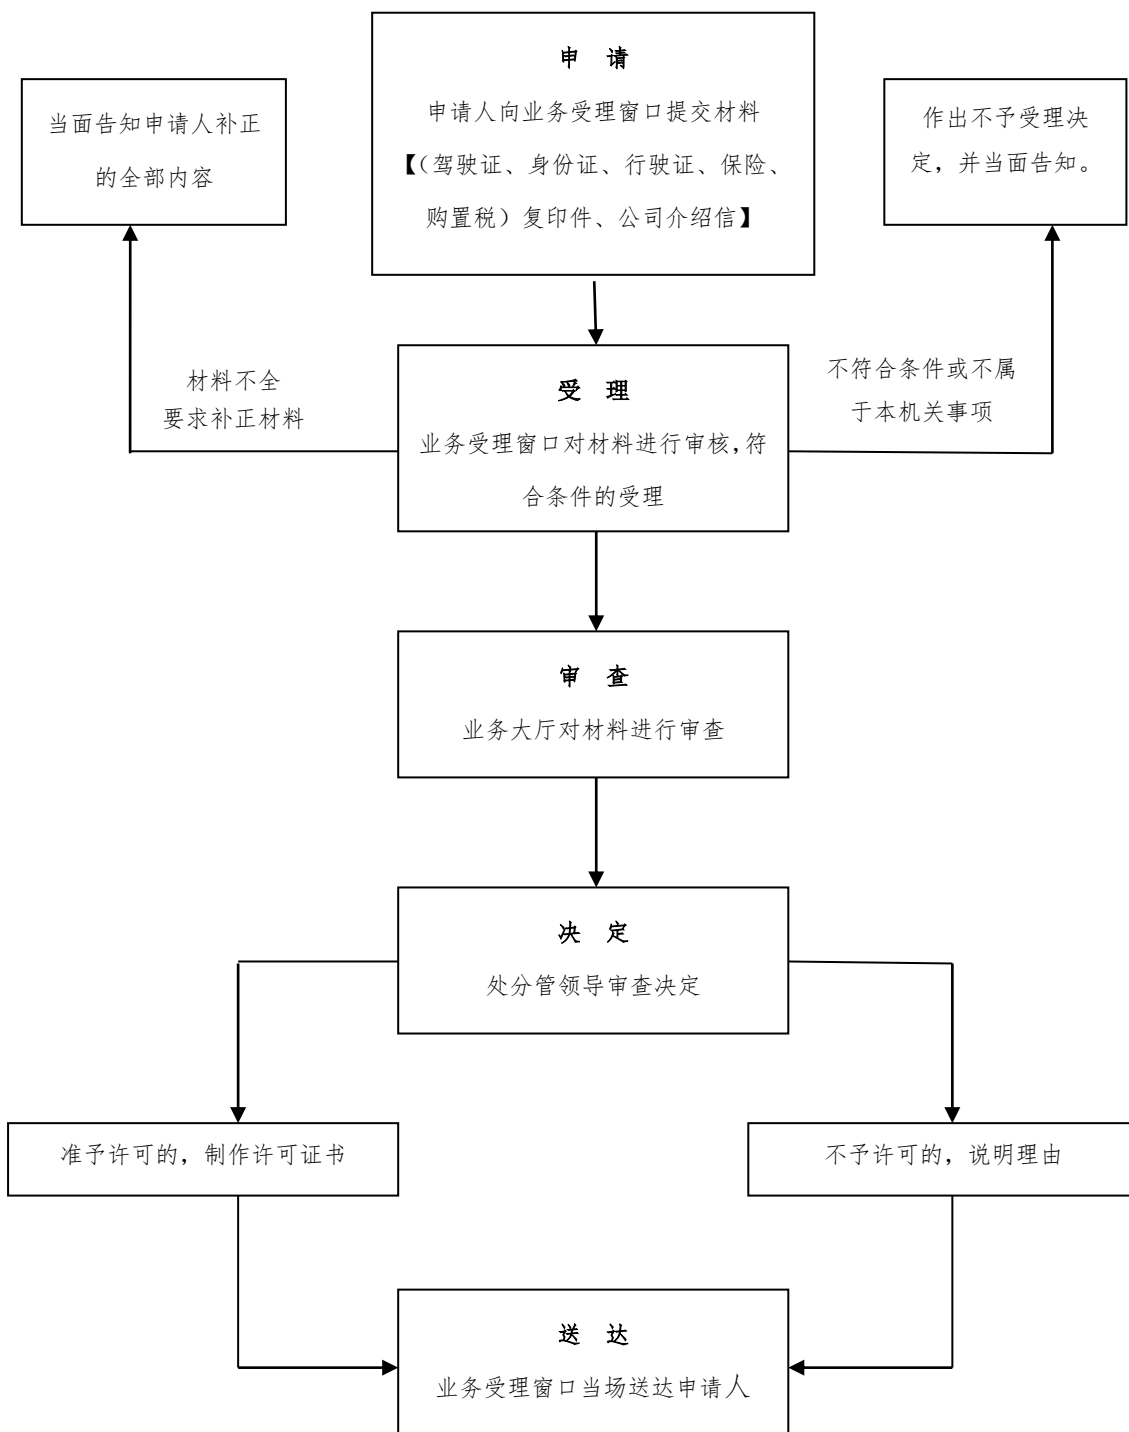 申 请
申请人向业务受理窗口提交材料
【（驾驶证、身份证、行驶证、保险、
购置税）复印件、公司介绍信】
当面告知申请人补正
的全部内容
作出不予受理决
定，并当面告知。
材料不全
要求补正材料
不符合条件或不属
于本机关事项
受 理
业务受理窗口对材料进行审核，符
合条件的受理
审 查
业务大厅对材料进行审查
决 定
处分管领导审查决定
准予许可的，制作许可证书
不予许可的，说明理由
送 达
业务受理窗口当场送达申请人